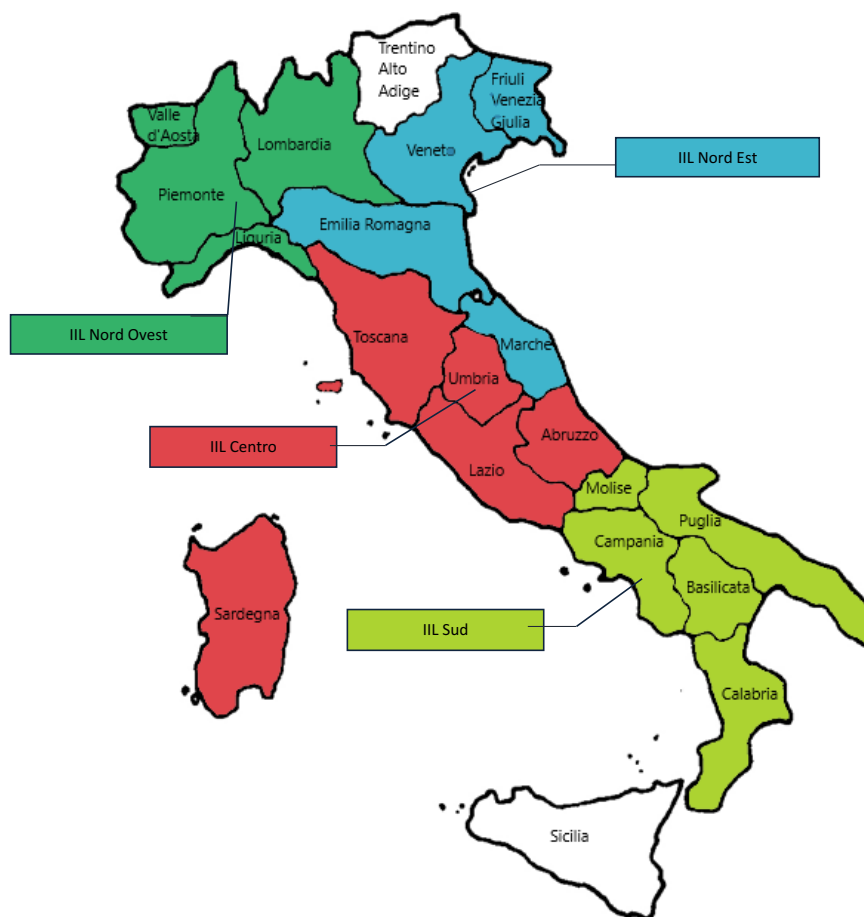 Trentino
Alto
Adige
Friuli
Venezia
Giulia
Valle
d'Aosta
Lombardia
Veneto
IIL Nord Est
Piemonte
Emilia Romagna
Liguria
IIL Nord Ovest
Toscana
Marche
Umbria
IIL Centro
Abruzzo
Lazio
Molise
Puglia
Campania
Basilicata
Sardegna
IIL Sud
Calabria
Sicilia